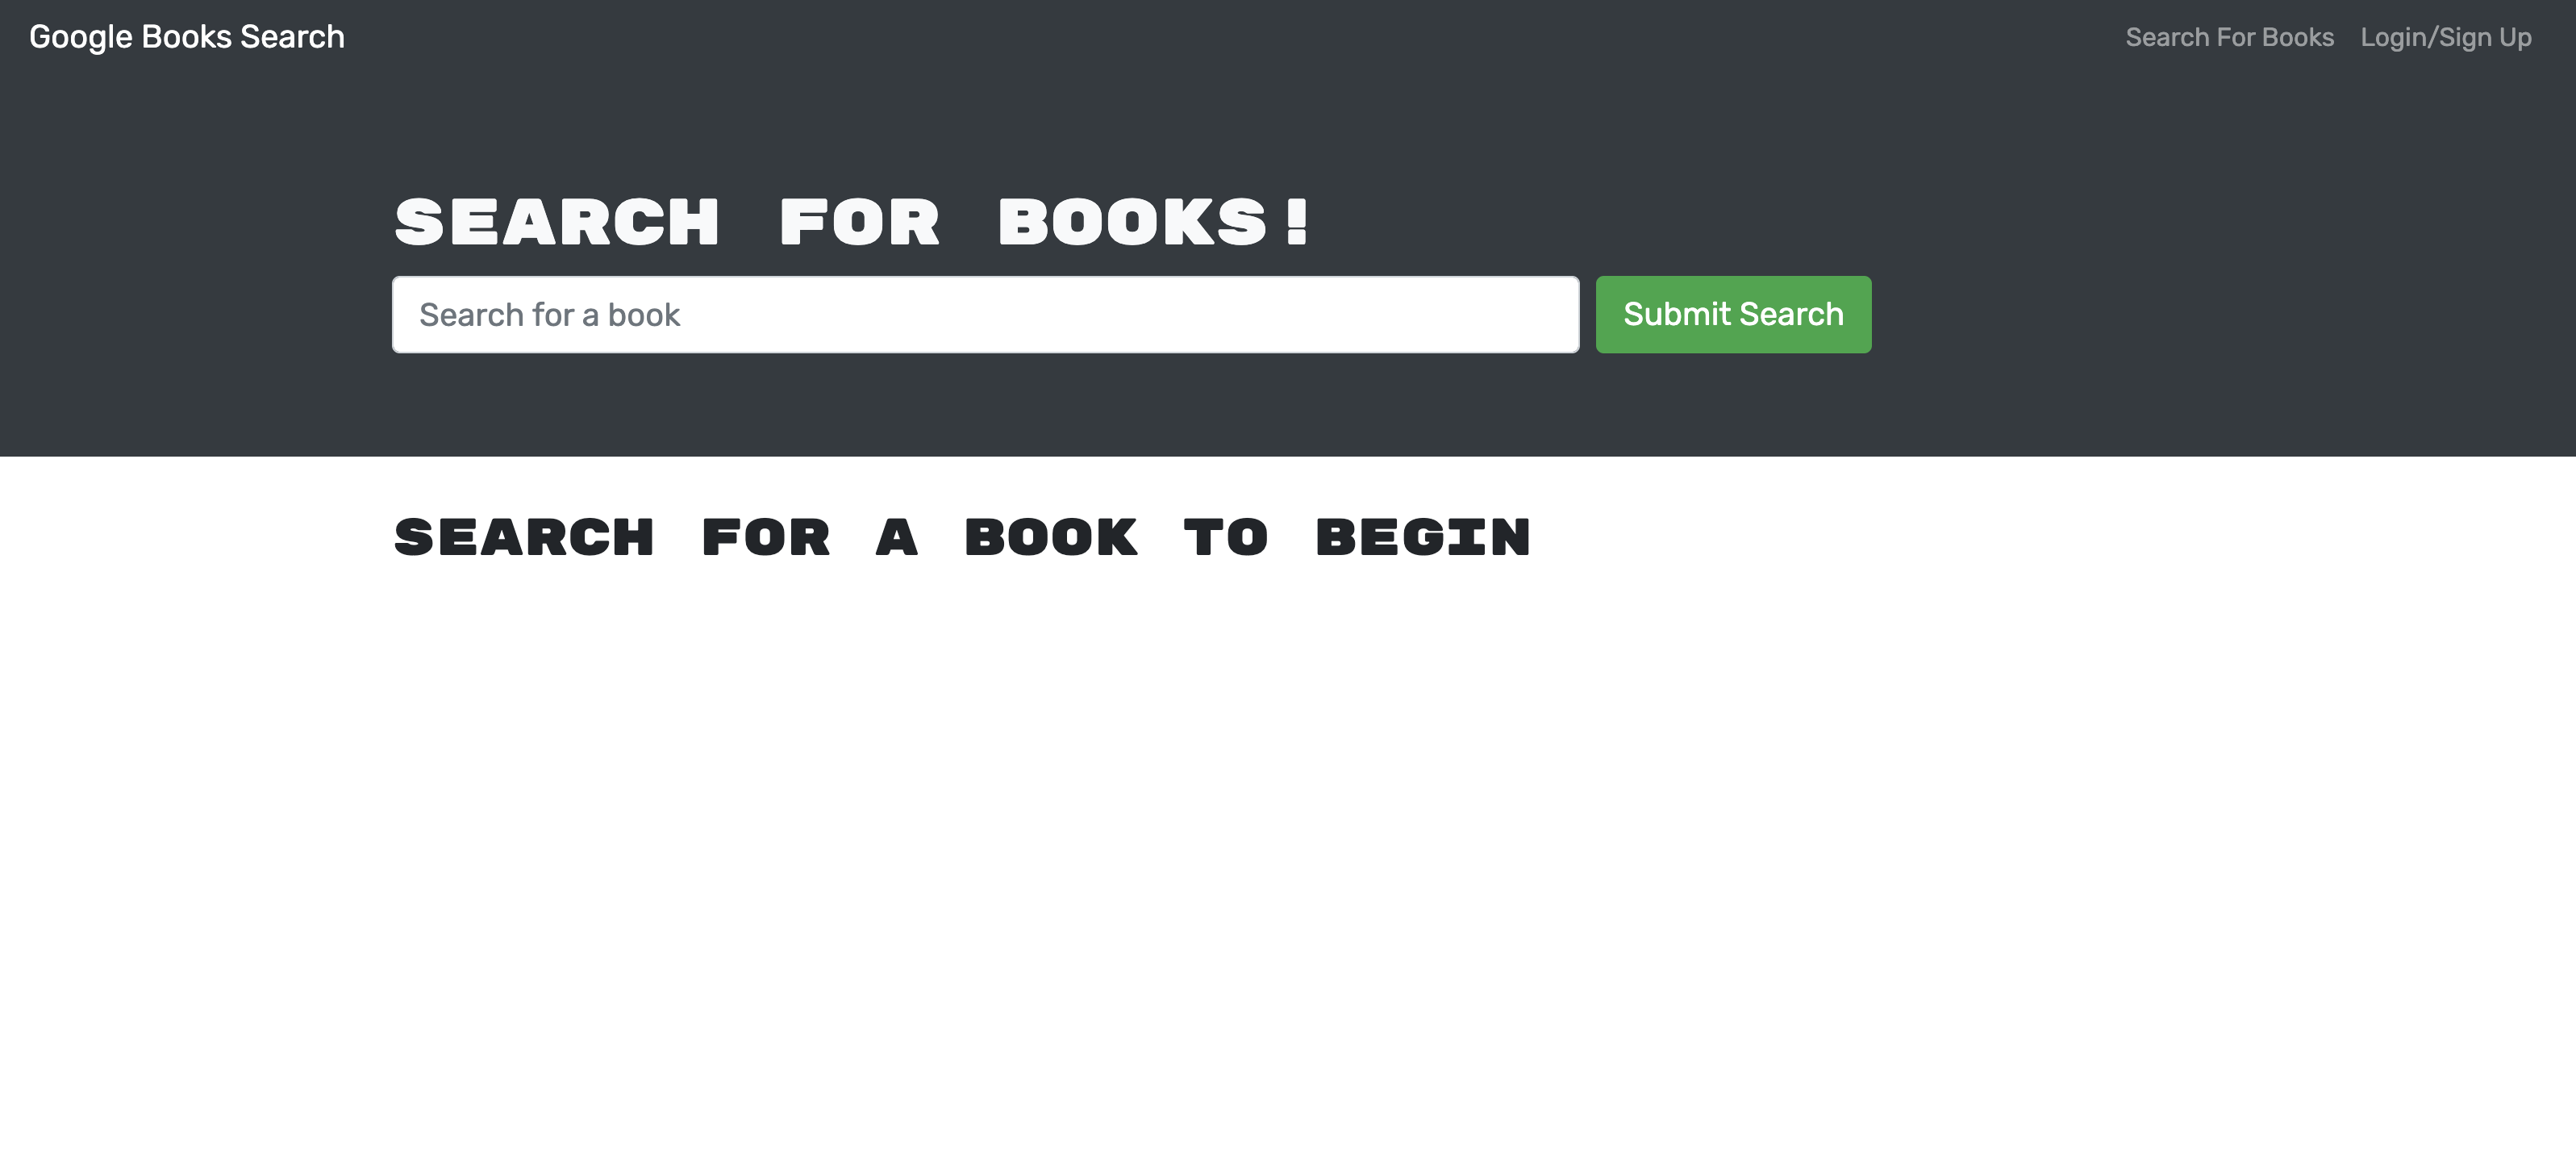 Google Books Search
Search For Books
Login/Sign Up
SEARCH FOR BOOKS!
Search for a book
Submit Search
SEARCH FOR A BOOK TO BEGIN